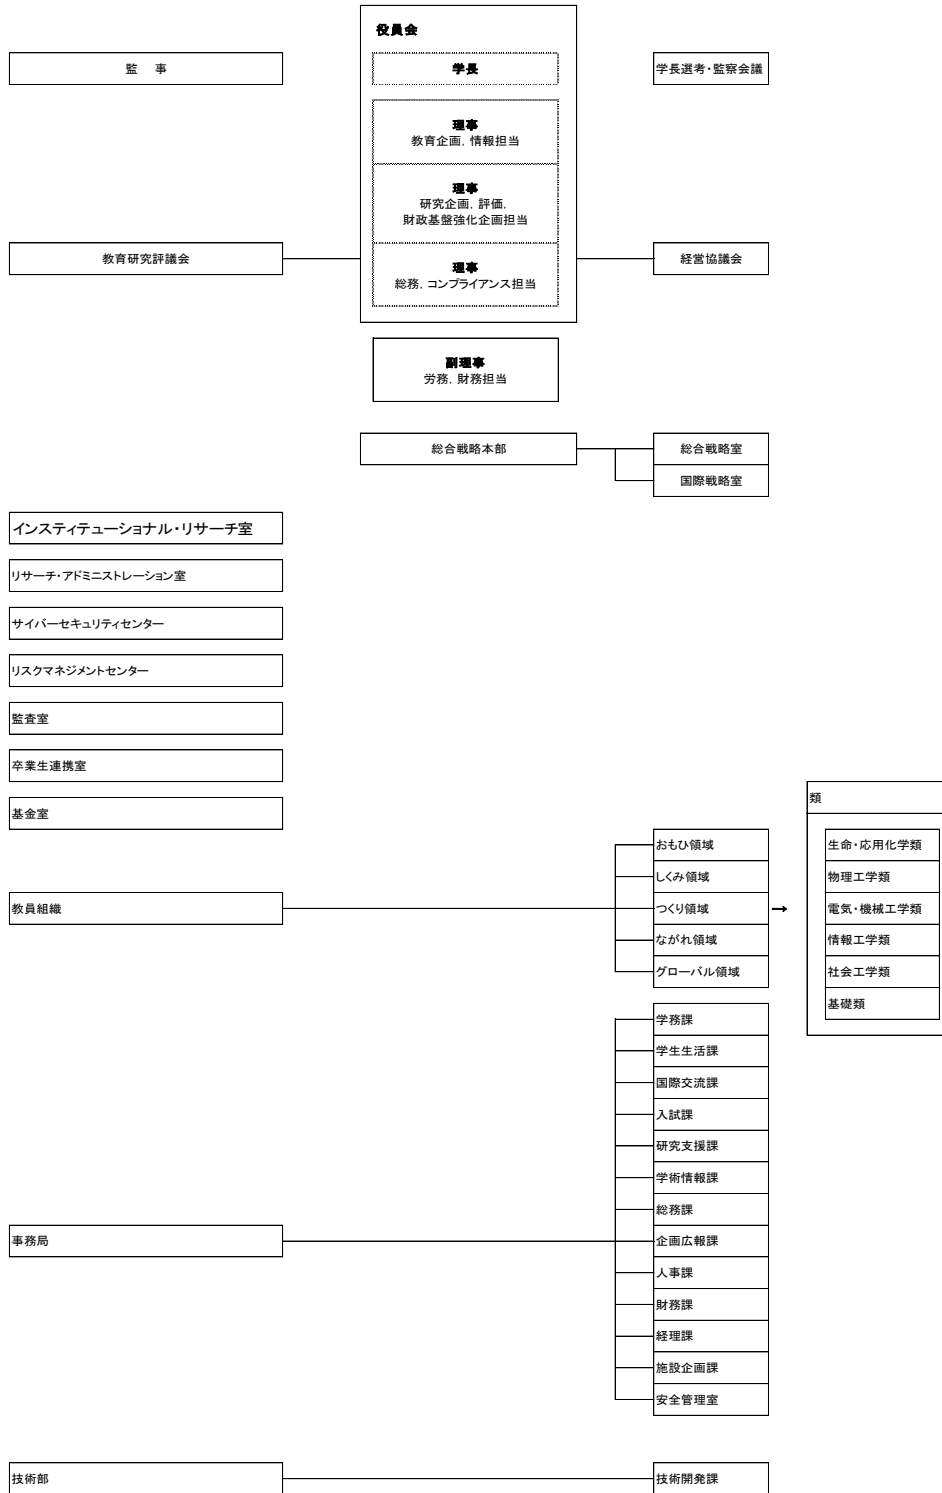 役員会
監　事
学長
学長選考・監察会議
理事
教育企画, 情報担当
理事
研究企画, 評価,
財政基盤強化企画担当
教育研究評議会
理事
総務, コンプライアンス担当
経営協議会
副理事
労務, 財務担当
総合戦略本部
総合戦略室
国際戦略室
インスティテューショナル・リサーチ室
リサーチ・アドミニストレーション室
サイバーセキュリティセンター
リスクマネジメントセンター
監査室
卒業生連携室
基金室
教員組織
おもひ領域
しくみ領域
つくり領域
ながれ領域
グローバル領域
→
類
生命・応用化学類
物理工学類
電気・機械工学類
情報工学類
社会工学類
基礎類
事務局
学務課
学生生活課
国際交流課
入試課
研究支援課
学術情報課
総務課
企画広報課
人事課
財務課
経理課
施設企画課
安全管理室
技術部
技術開発課